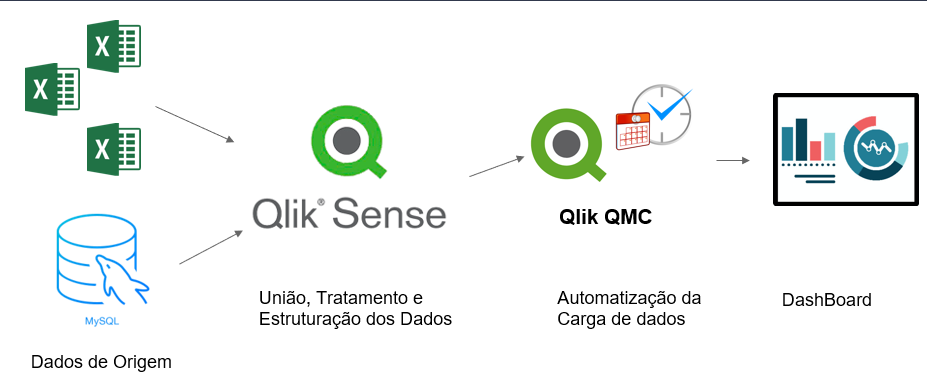 X
X
X
MySQL
Dados de Origem
Qlik® Sense
União, Tratamento e
Estruturação dos Dados
Qlik QMC
Automatização da
Carga de dados
DashBoard